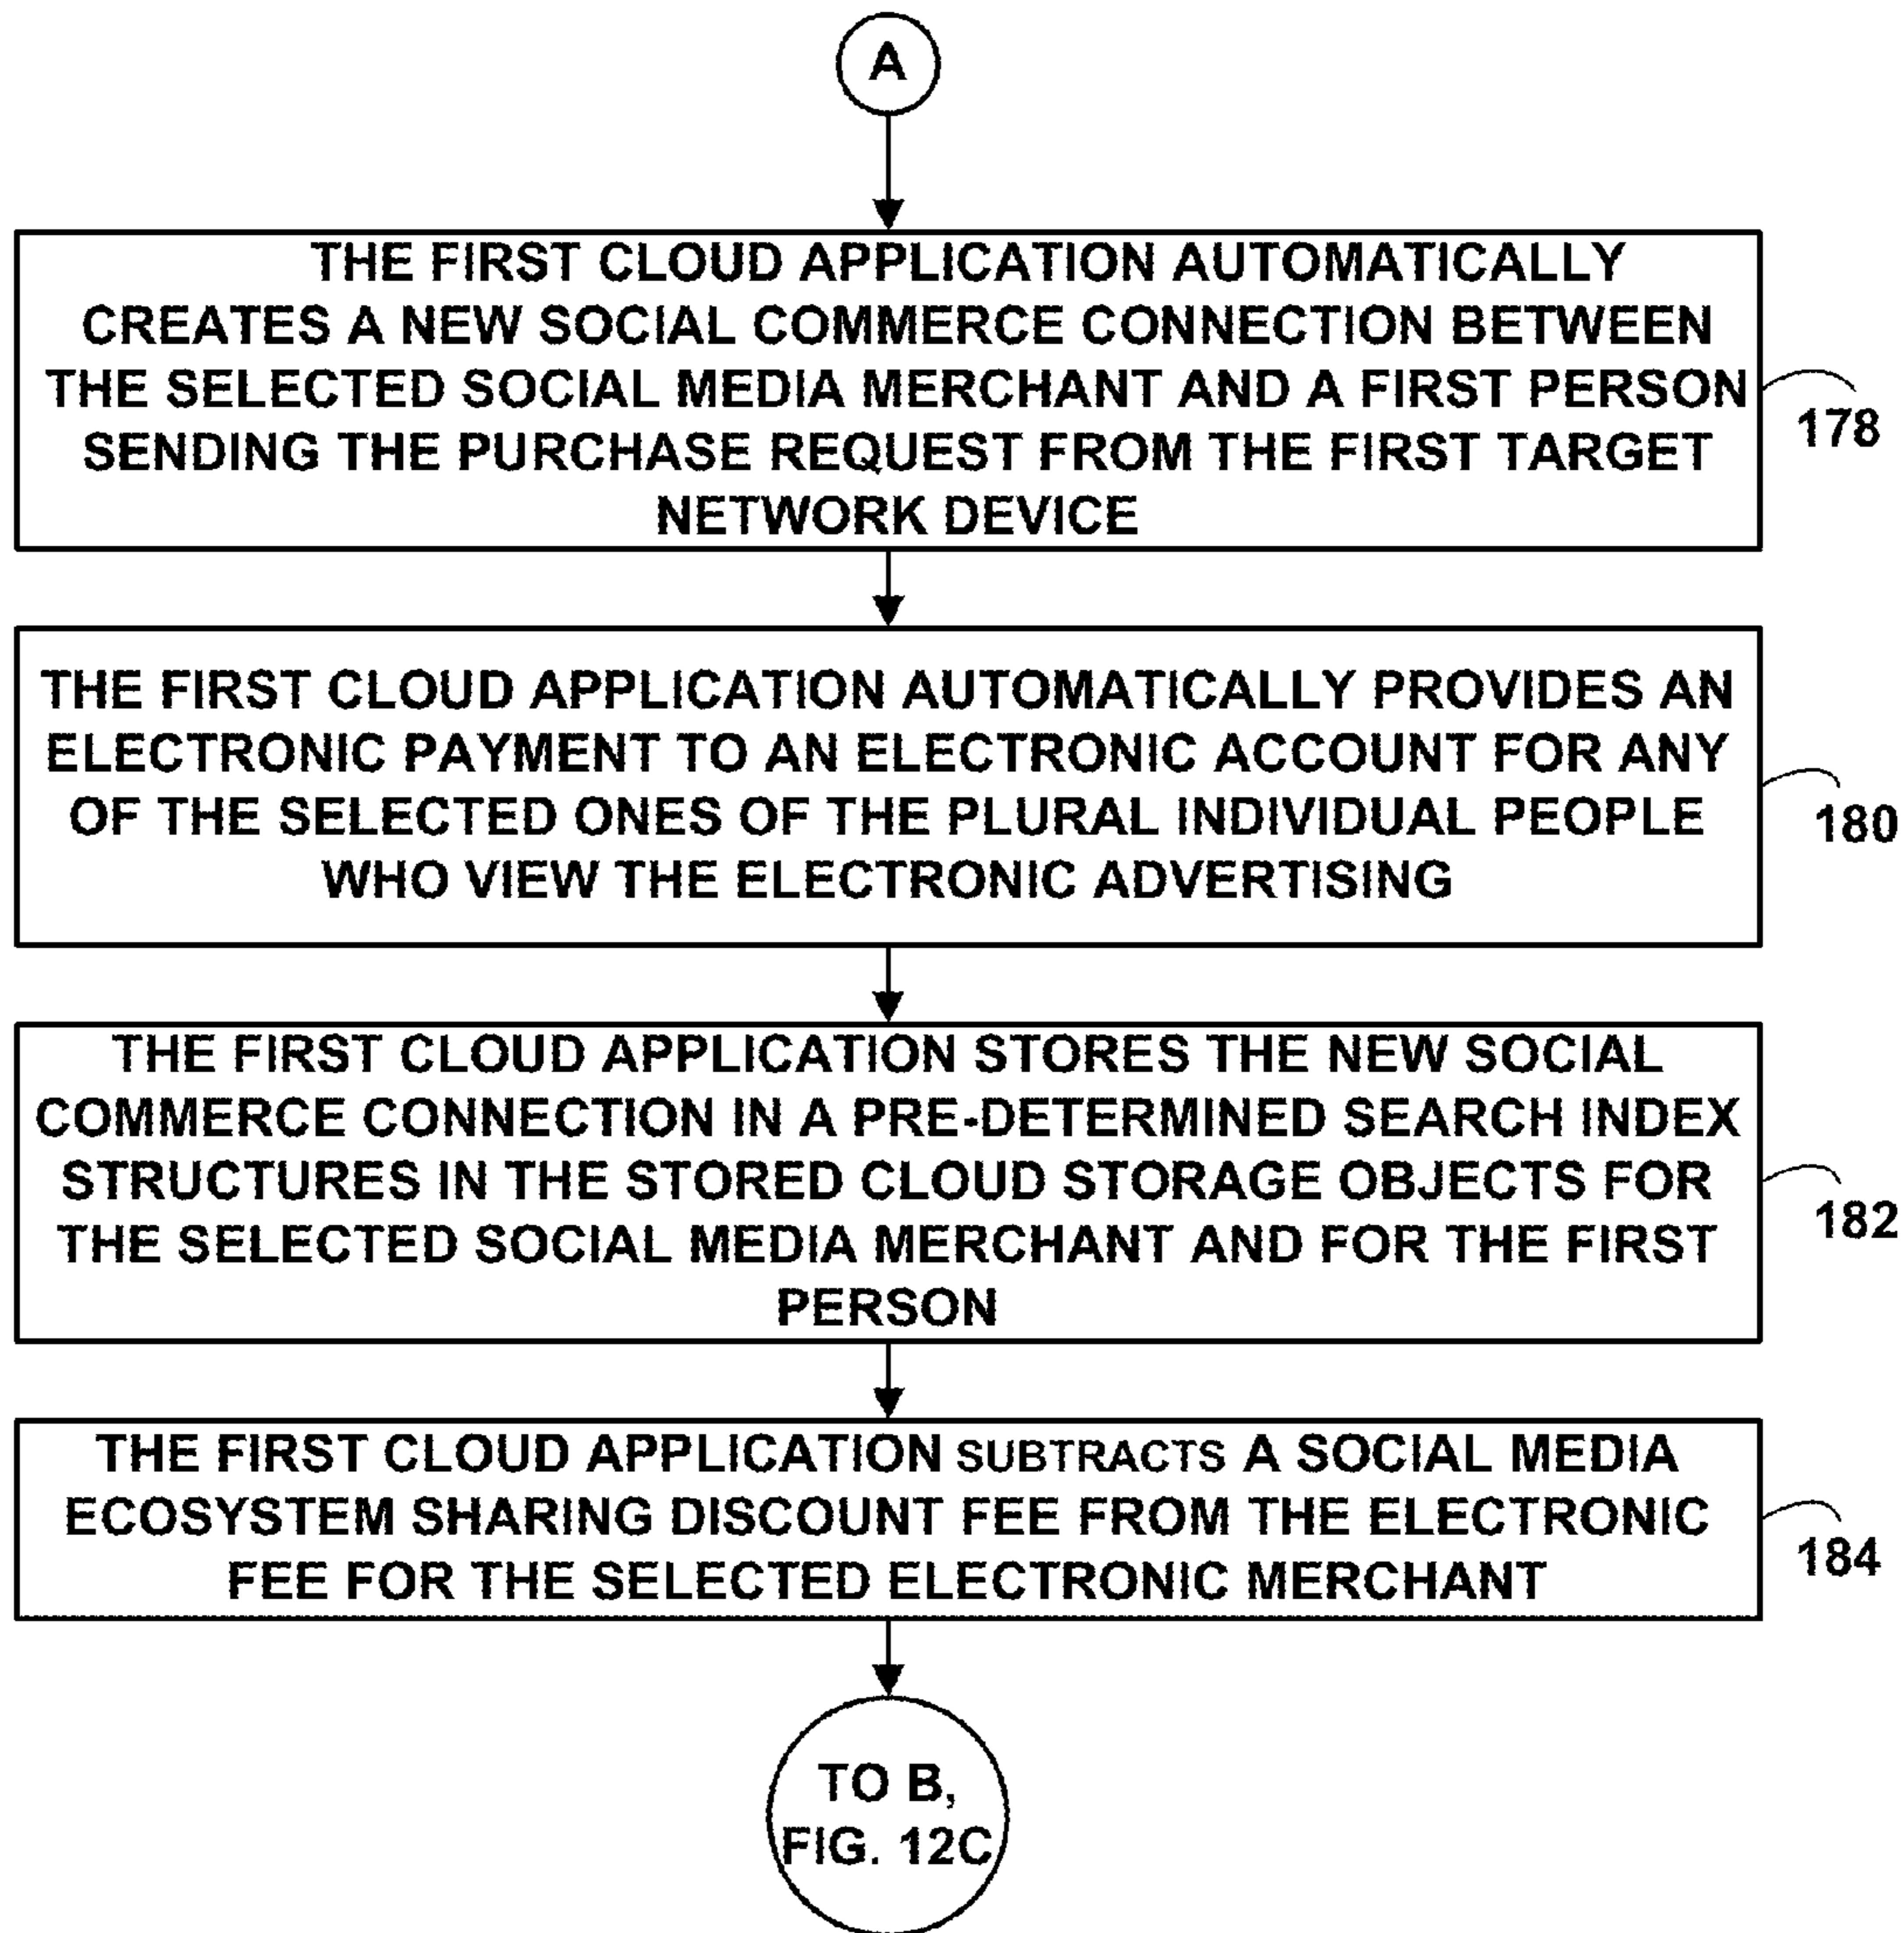 A
THE FIRST CLOUD APPLICATION AUTOMATICALLY
CREATES A NEW SOCIAL COMMERCE CONNECTION BETWEEN
THE SELECTED SOCIAL MEDIA MERCHANT AND A FIRST PERSON
SENDING THE PURCHASE REQUEST FROM THE FIRST TARGET
NETWORK DEVICE
178
THE FIRST CLOUD APPLICATION AUTOMATICALLY PROVIDES AN
ELECTRONIC PAYMENT TO AN ELECTRONIC ACCOUNT FOR ANY
OF THE SELECTED ONES OF THE PLURAL INDIVIDUAL PEOPLE
WHO VIEW THE ELECTRONIC ADVERTISING
180
THE FIRST CLOUD APPLICATION STORES THE NEW SOCIAL
COMMERCE CONNECTION IN A PRE-DETERMINED SEARCH INDEX
STRUCTURES IN THE STORED CLOUD STORAGE OBJECTS FOR
THE SELECTED SOCIAL MEDIA MERCHANT AND FOR THE FIRST
PERSON
182
THE FIRST CLOUD APPLICATION SUBTRACTS A SOCIAL MEDIA
ECOSYSTEM SHARING DISCOUNT FEE FROM THE ELECTRONIC
FEE FOR THE SELECTED ELECTRONIC MERCHANT
184
TO B,
FIG. 12C